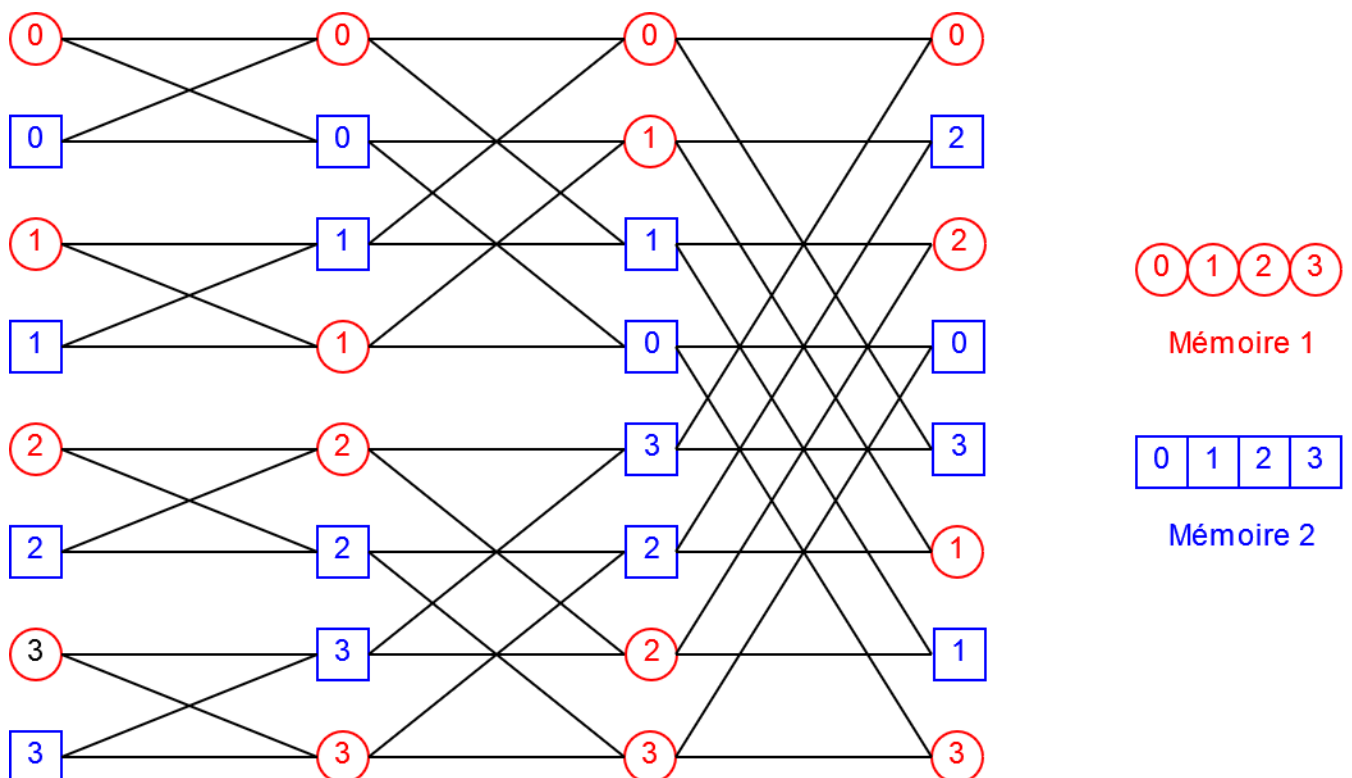 0 0 0 0
0 0 1 2
1 1 1 2
0 1 2 3
1 1 0 0
Mémoire 1
2 2 3 3
0 1 2 3
2 2 2 1
Mémoire 2
3 3 2 1
3 3 3 3